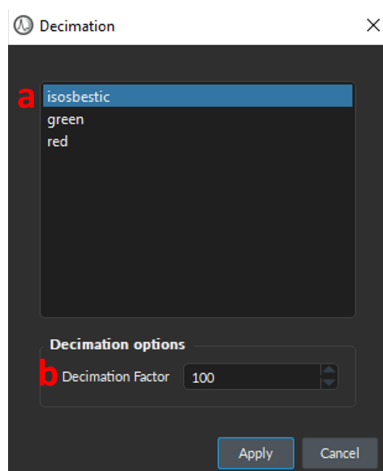 Decimation
a
isosbestic
green
red
Decimation options
b Decimation Factor 100
Apply Cancel